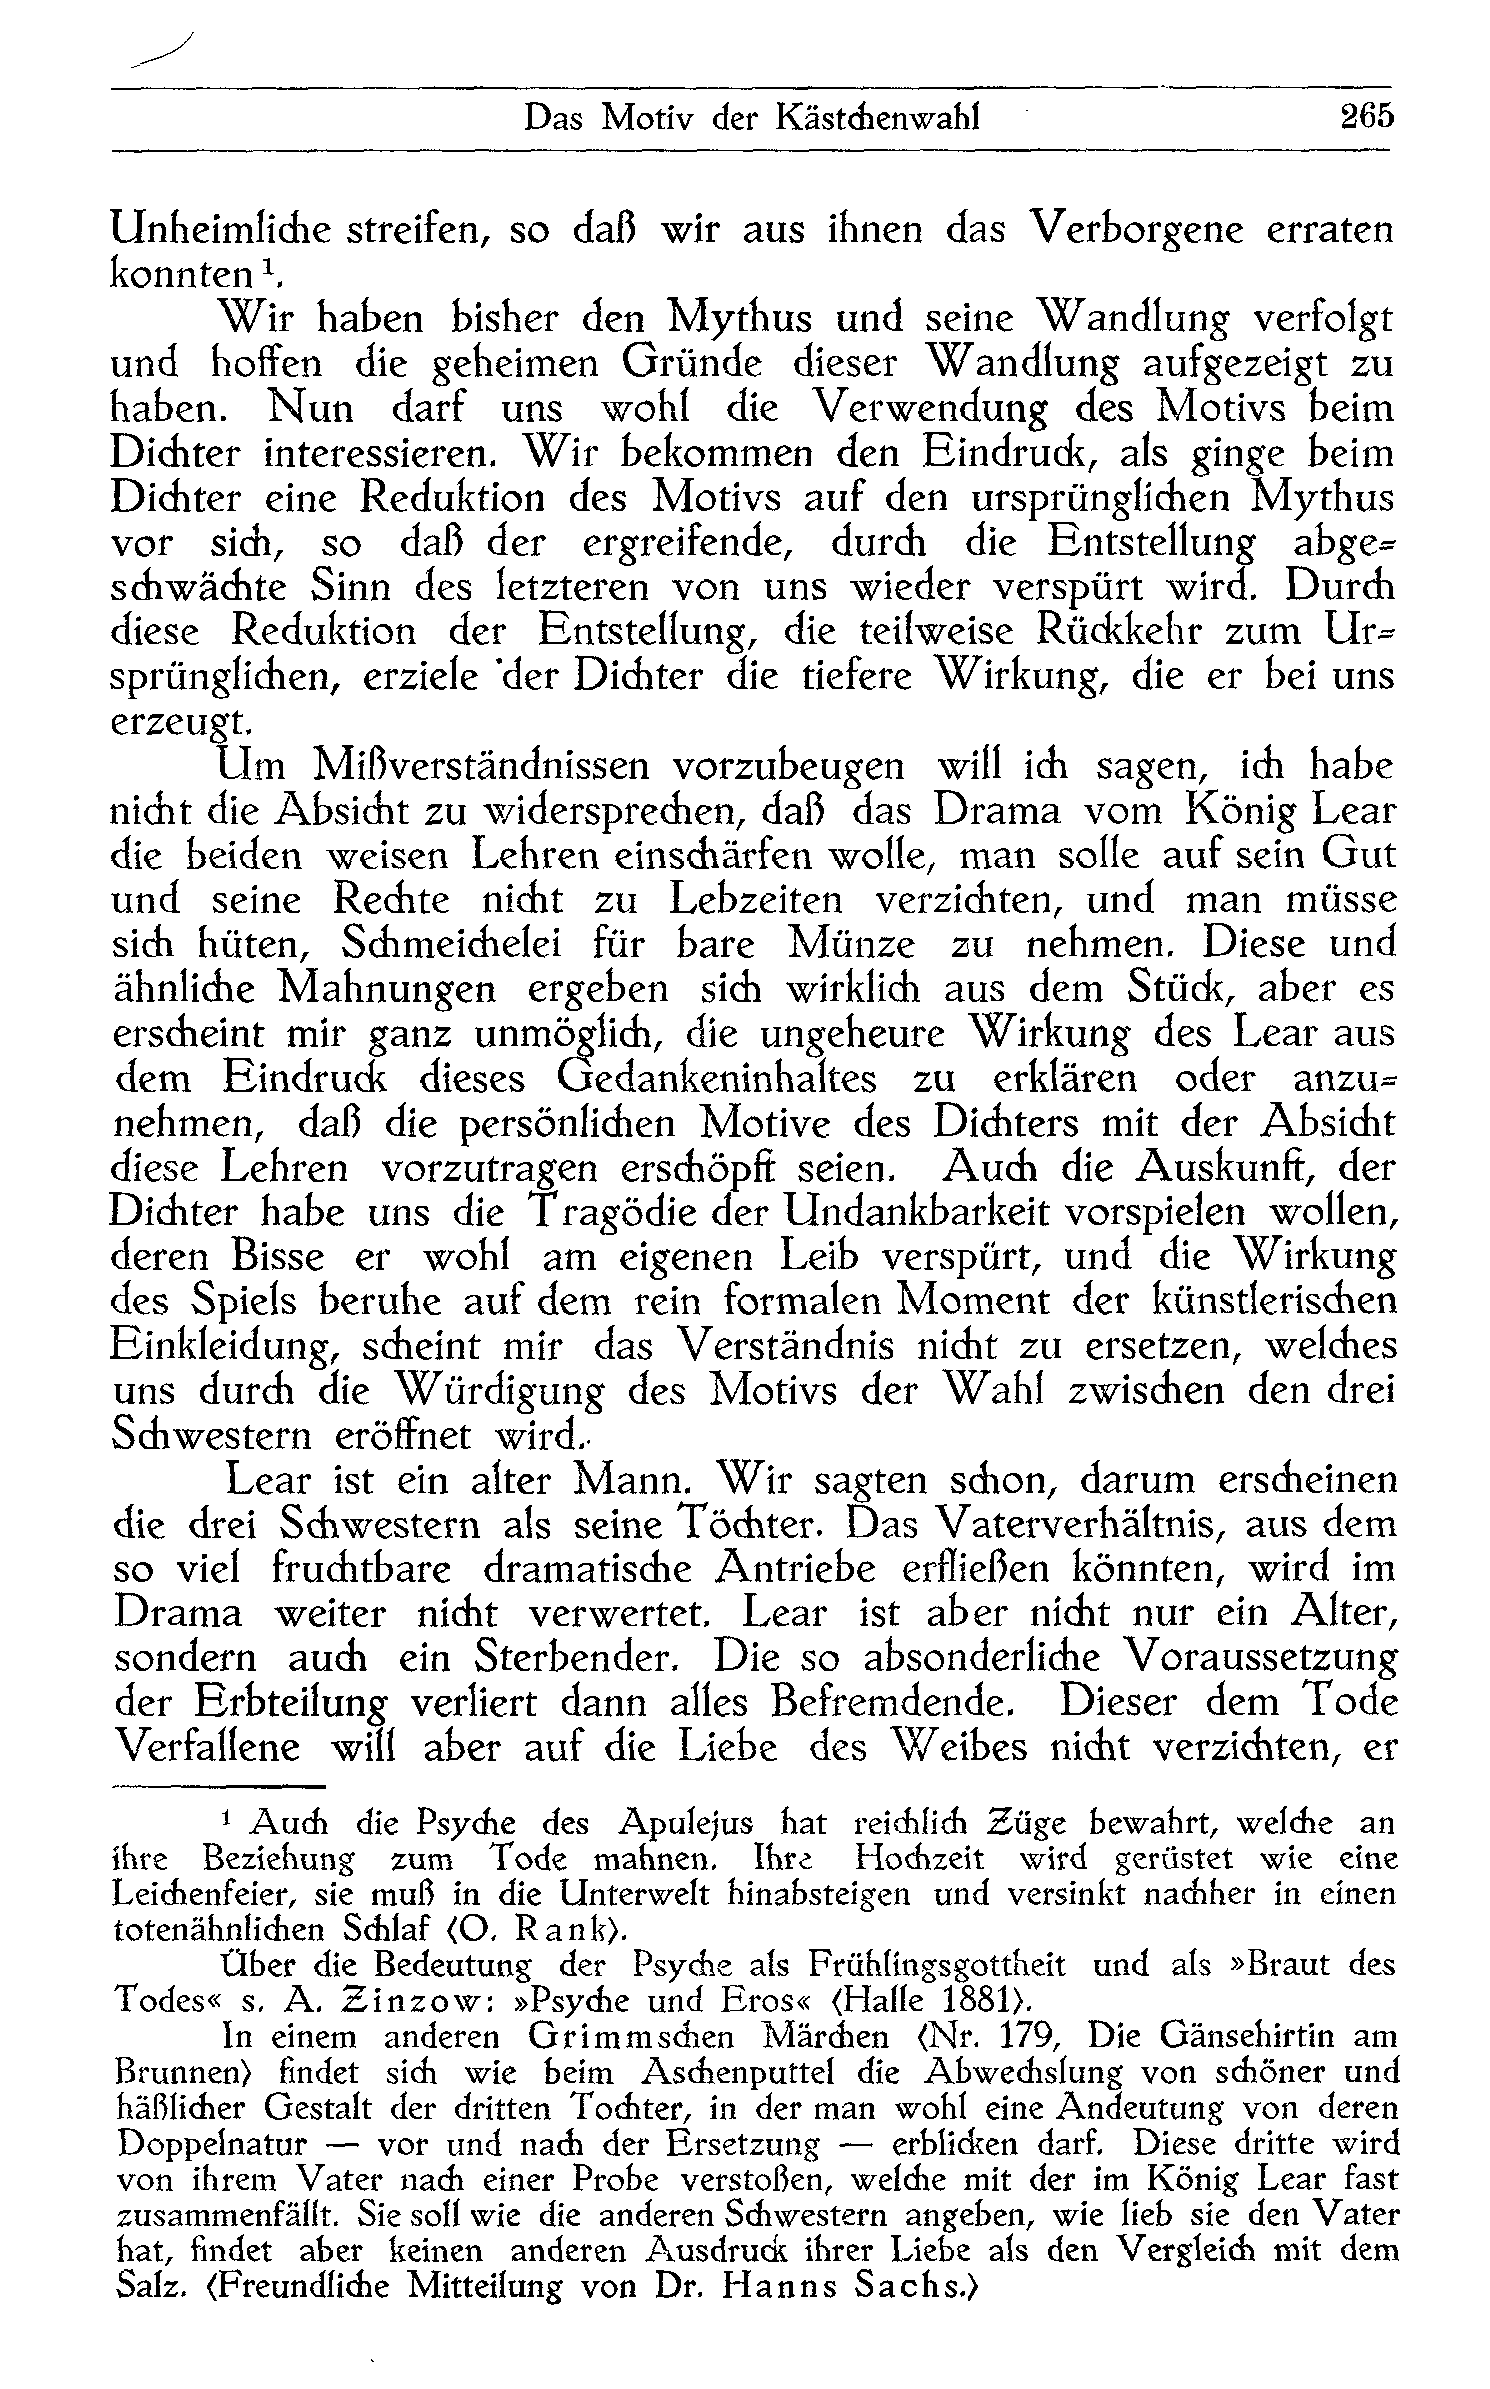 Das Motiv der Kästchenwahl 265
Unheimliche streifen, so daß wir aus ihnen das Verborgene erraten
konnten ¹.
Wir haben bisher den Mythus und seine Wandlung verfolgt
und hoffen die geheimen Gründe dieser Wandlung aufgezeigt zu
haben. Nun darf uns wohl die Verwendung des Motivs beim
Dichter interessieren. Wir bekommen den Eindruck, als ginge beim
Dichter eine Reduktion des Motivs auf den ursprünglichen Mythus
vor sich, so daß der ergreifende, durch die Entstellung abge=
schwächte Sinn des letzteren von uns wieder verspürt wird. Durch
diese Reduktion der Entstellung, die teilweise Rückkehr zum Ur=
sprünglichen, erziele der Dichter die tiefere Wirkung, die er bei uns
erzeugt.
Um Mißverständnissen vorzubeugen will ich sagen, ich habe
nicht die Absicht zu widersprechen, daß das Drama vom König Lear
die beiden weisen Lehren einschärfen wolle, man solle auf sein Gut
und seine Rechte nicht zu Lebzeiten verzichten, und man müsse
sich hüten, Schmeichelei für bare Münze zu nehmen. Diese und
ähnliche Mahnungen ergeben sich wirklich aus dem Stück, aber es
erscheint mir ganz unmöglich, die ungeheure Wirkung des Lear aus
dem Eindruck dieses Gedankeninhaltes zu erklären oder anzu=
nehmen, daß die persönlichen Motive des Dichters mit der Absicht
diese Lehren vorzutragen erschöpft seien. Auch die Auskunft, der
Dichter habe uns die Tragödie der Undankbarkeit vorspielen wollen,
deren Bisse er wohl am eigenen Leib verspürt, und die Wirkung
des Spiels beruhe auf dem rein formalen Moment der künstlerischen
Einkleidung, scheint mir das Verständnis nicht zu ersetzen, welches
uns durch die Würdigung des Motivs der Wahl zwischen den drei
Schwestern eröffnet wird.
Lear ist ein alter Mann. Wir sagten schon, darum erscheinen
die drei Schwestern als seine Töchter. Das Vaterverhältnis, aus dem
so viel fruchtbare dramatische Antriebe erfließen könnten, wird im
Drama weiter nicht verwertet. Lear ist aber nicht nur ein Alter,
sondern auch ein Sterbender. Die so absonderliche Voraussetzung
der Erbteilung verliert dann alles Befremdende. Dieser dem Tode
Verfallene will aber auf die Liebe des Weibes nicht verzichten, er
¹ Auch die Psyche des Apulejus hat reichlich Züge bewahrt, welche an
ihre Beziehung zum Tode mahnen. Ihre Hochzeit wird gerüstet wie eine
Leichenfeier, sie muß in die Unterwelt hinabsteigen und versinkt nachher in einen
totenähnlichen Schlaf (O. Rank).
Über die Bedeutung der Psyche als Frühlingsgottheit und als »Braut des
Todes« s. A. Zinzow: »Psyche und Eros« (Halle 1881).
In einem anderen Grimmschen Märchen (Nr. 179, Die Gänsehirtin am
Brunnen) findet sich wie beim Aschenputtel die Abwechslung von schöner und
häßlicher Gestalt der dritten Tochter, in der man wohl eine Andeutung von deren
Doppelnatur — vor und nach der Ersetzung — erblicken darf. Diese dritte wird
von ihrem Vater nach einer Probe verstoßen, welche mit der im König Lear fast
zusammenfällt. Sie soll wie die anderen Schwestern angeben, wie lieb sie den Vater
hat, findet aber keinen anderen Ausdruck ihrer Liebe als den Vergleich mit dem
Salz. (Freundliche Mitteilung von Dr. Hanns Sachs.)